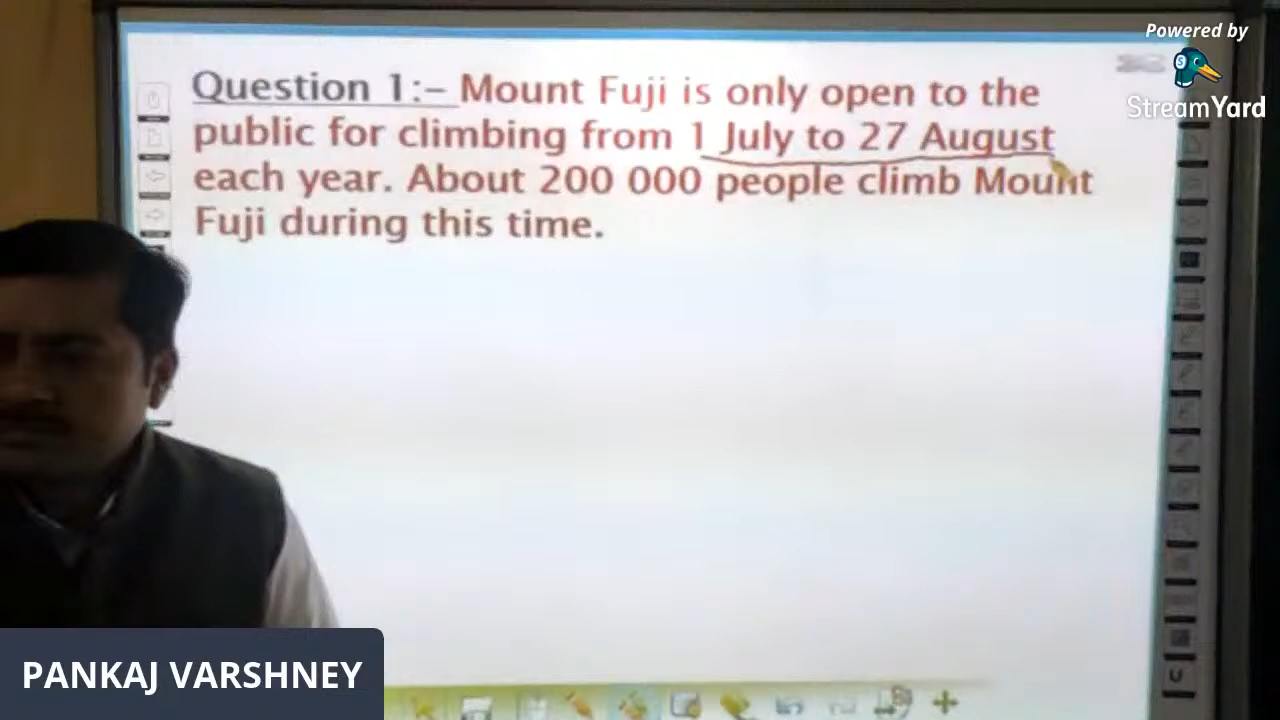 Powered by
StreamYard
Question 1:– Mount Fuji is only open to the
public for climbing from 1 July to 27 August
each year. About 200 000 people climb Mount
Fuji during this time.
PANKAJ VARSHNEY